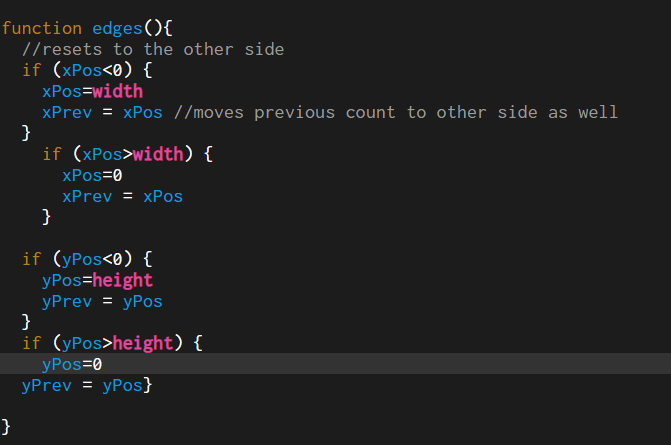 function edges(){
  //resets to the other side
  if (xPos<0) {
    xPos=width
    xPrev = xPos //moves previous count to other side as well
  }
    if (xPos>width) {
      xPos=0
      xPrev = xPos
    }

  if (yPos<0) {
    yPos=height
    yPrev = yPos
  }
  if (yPos>height) {
    yPos=0
  yPrev = yPos}

}